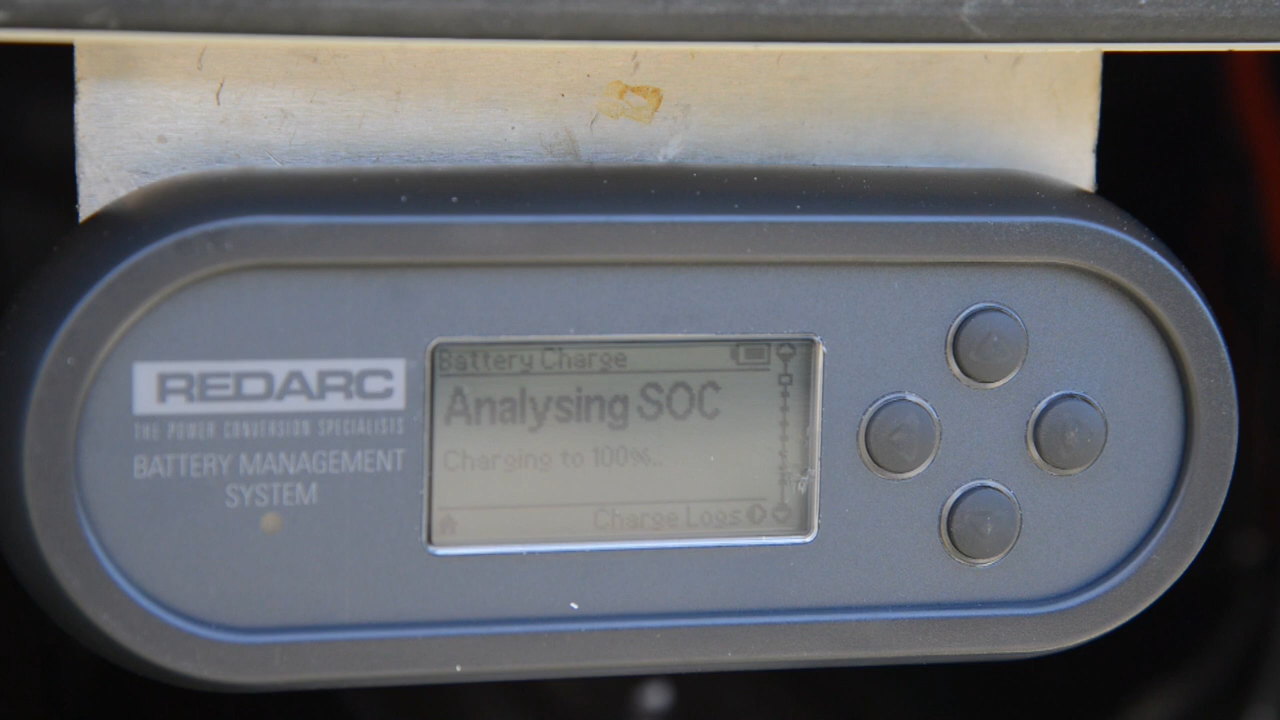 REDARC
THE POWER CONVERSION SPECIALISTS
BATTERY MANAGEMENT
SYSTEM
Battery Charge
Analysing SOC
Charging to 100%..
Charge Logs